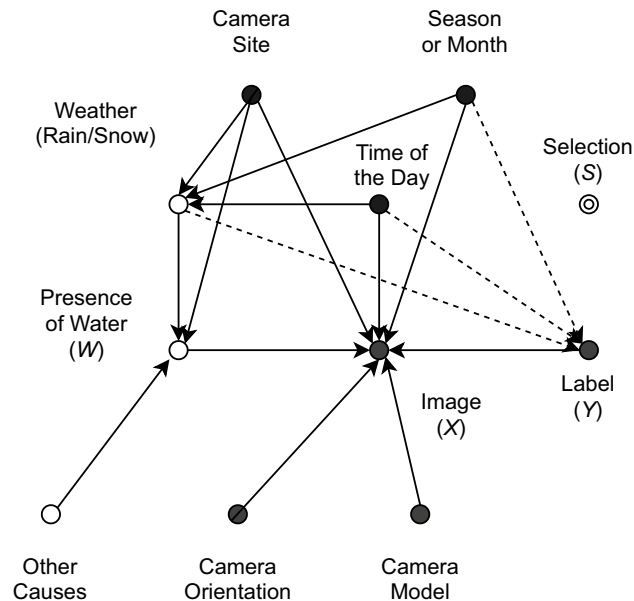 Camera
Site
Season
or Month
Weather
(Rain/Snow)
Time of
the Day
Selection
(S)
Presence
of Water
(W)
Image
(X)
Label
(Y)
Other
Causes
Camera
Orientation
Camera
Model